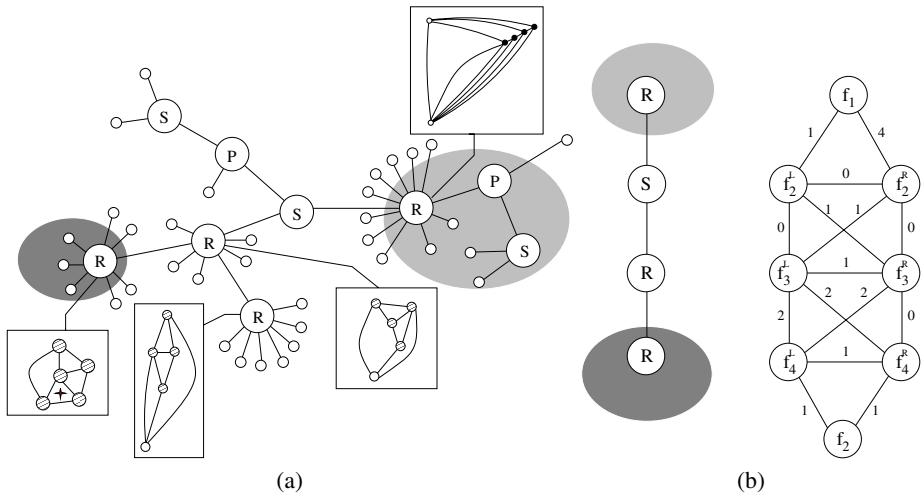 S
P
S
R
P
S
R
R
R
(a)
R
S
R
R
f₁
1 4
f₂ᴸ 0 f₂ᴿ
0 1 1 0
f₃ᴸ 1 f₃ᴿ
2 2 2 0
f₄ᴸ 1 f₄ᴿ
1 1
f₂
(b)